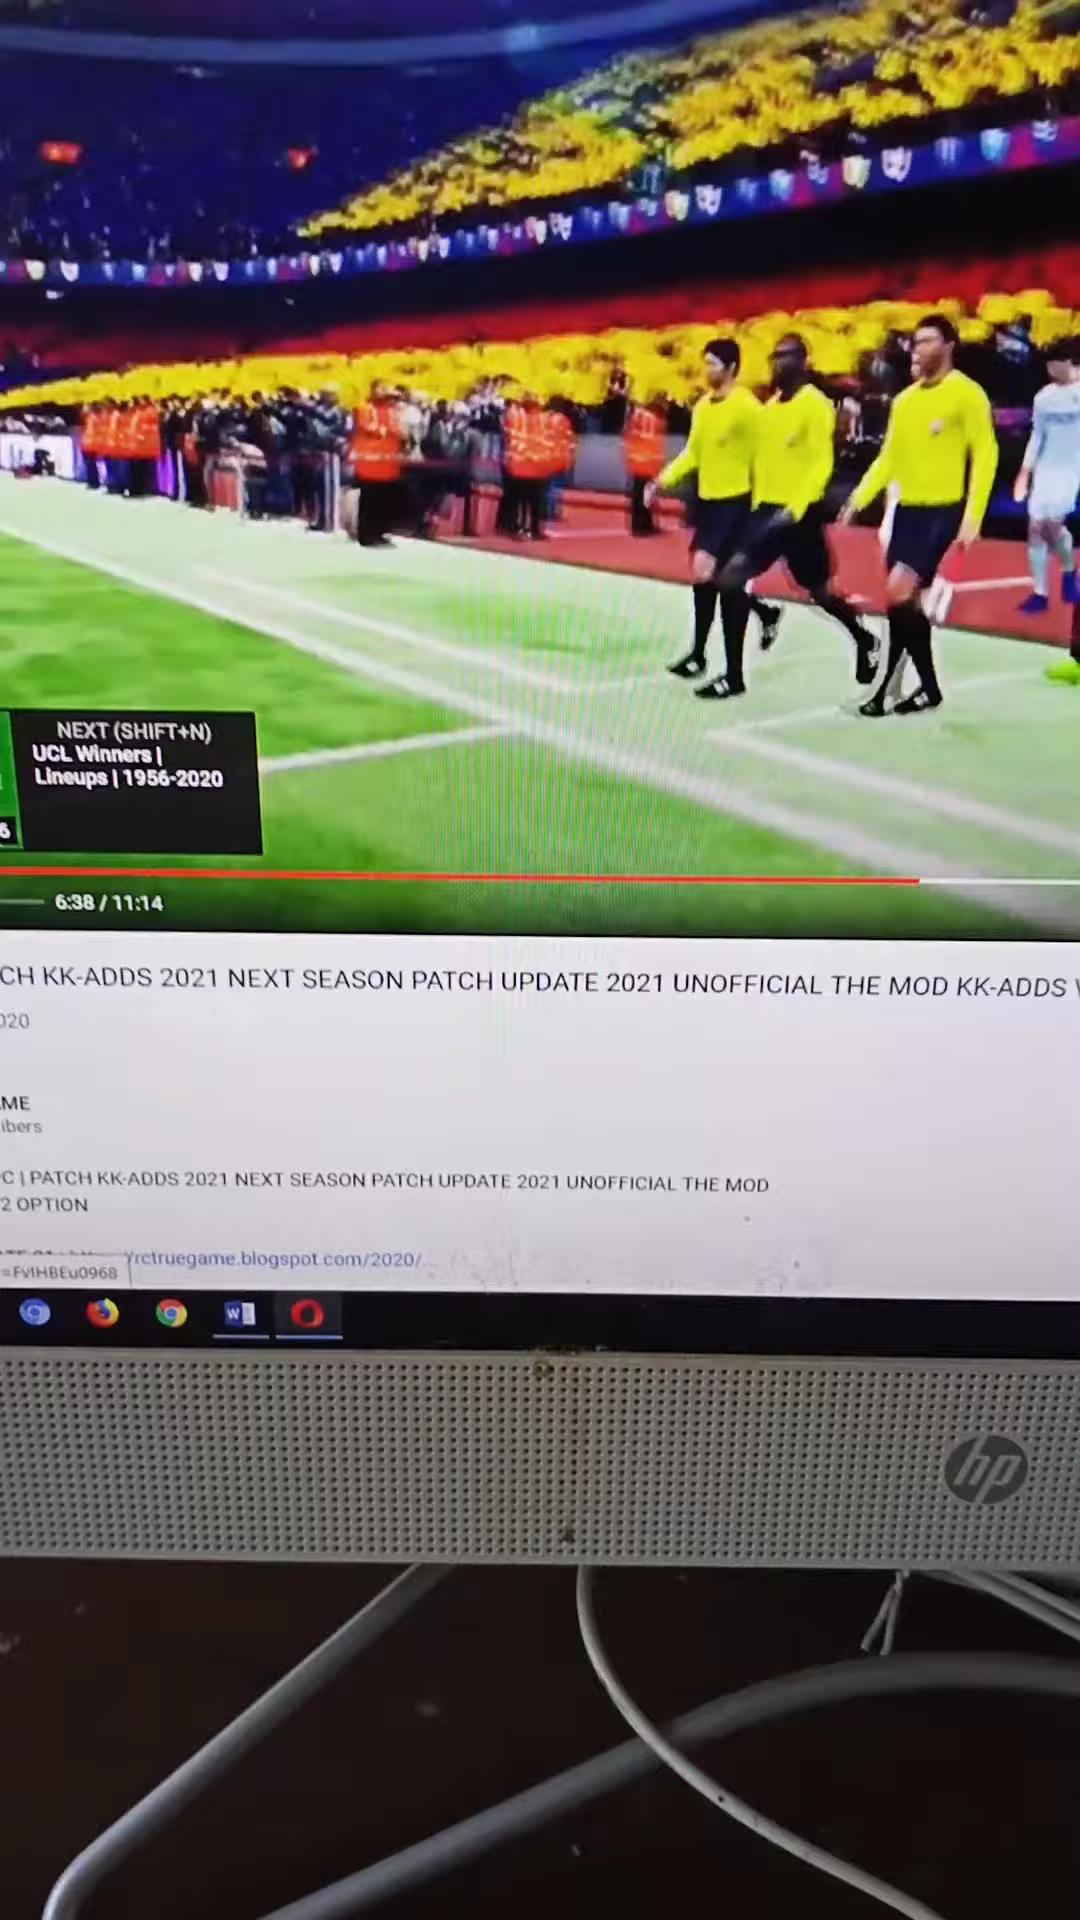 NEXT (SHIFT+N)
UCL Winners |
Lineups | 1956-2020
6
6:38 / 11:14
CH KK-ADDS 2021 NEXT SEASON PATCH UPDATE 2021 UNOFFICIAL THE MOD KK-ADDS
020
AME
ibers
C | PATCH KK-ADDS 2021 NEXT SEASON PATCH UPDATE 2021 UNOFFICIAL THE MOD
2 OPTION
/rctruegame.blogspot.com/2020/...
=FvIHBEu0968
W
hp